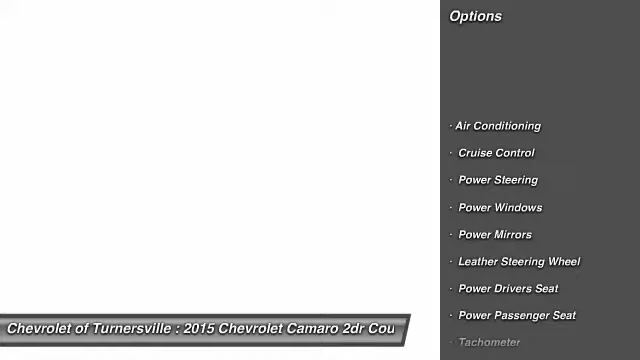 Options
· Air Conditioning
· Cruise Control
· Power Steering
· Power Windows
· Power Mirrors
· Leather Steering Wheel
· Power Drivers Seat
· Power Passenger Seat
· Tachometer
Chevrolet of Turnersville : 2015 Chevrolet Camaro 2dr Cou